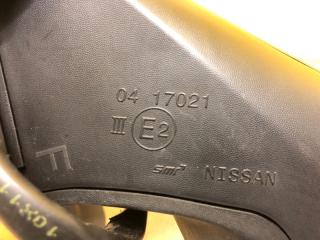 04 17021
III E2
SMR NISSAN
F